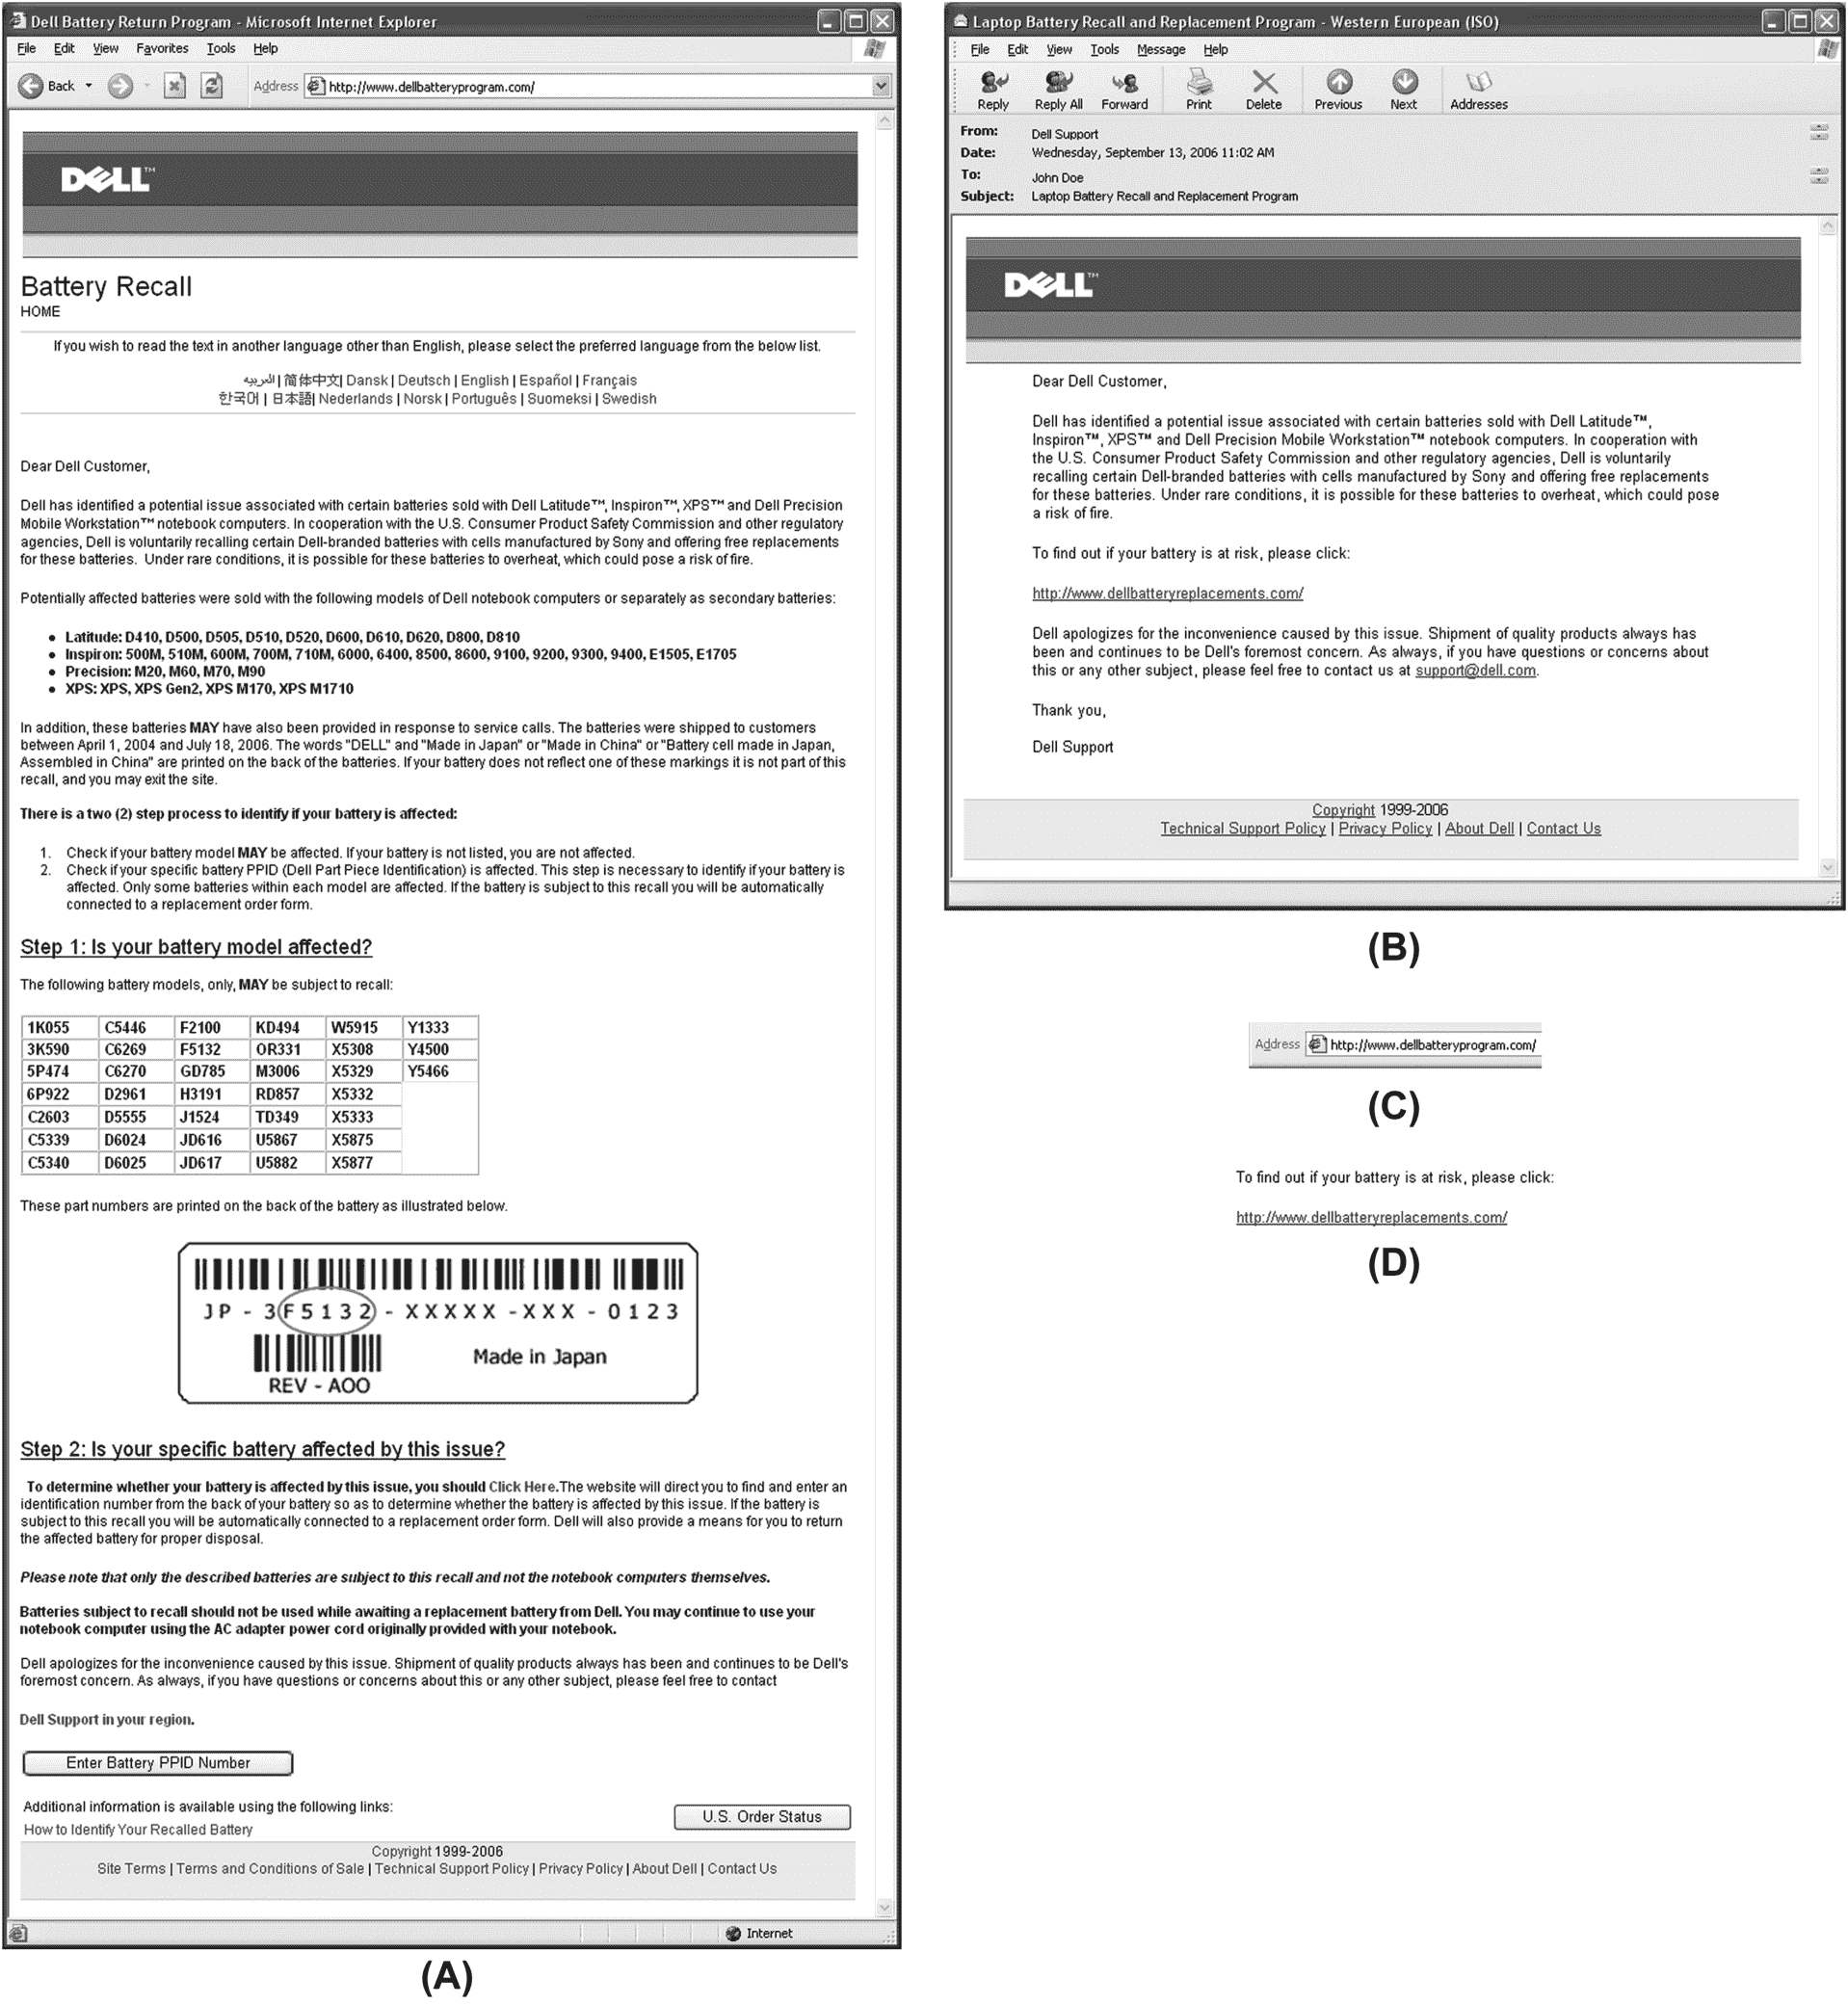 Dell Battery Return Program - Microsoft Internet Explorer
File Edit View Favorites Tools Help
Back Address http://www.dellbatteryprogram.com/
DELL™
Battery Recall
HOME
If you wish to read the text in another language other than English, please select the preferred language from the below list.
العربيه | 简体中文| Dansk | Deutsch | English | Español | Français
한국어 | 日本語| Nederlands | Norsk | Português | Suomeksi | Swedish
Dear Dell Customer,
Dell has identified a potential issue associated with certain batteries sold with Dell Latitude™, Inspiron™, XPS™ and Dell Precision
Mobile Workstation™ notebook computers. In cooperation with the U.S. Consumer Product Safety Commission and other regulatory
agencies, Dell is voluntarily recalling certain Dell-branded batteries with cells manufactured by Sony and offering free replacements
for these batteries. Under rare conditions, it is possible for these batteries to overheat, which could pose a risk of fire.
Potentially affected batteries were sold with the following models of Dell notebook computers or separately as secondary batteries:
• Latitude: D410, D500, D505, D510, D520, D600, D610, D620, D800, D810
• Inspiron: 500M, 510M, 600M, 700M, 710M, 6000, 6400, 8500, 8600, 9100, 9200, 9300, 9400, E1505, E1705
• Precision: M20, M60, M70, M90
• XPS: XPS, XPS Gen2, XPS M170, XPS M1710
In addition, these batteries MAY have also been provided in response to service calls. The batteries were shipped to customers
between April 1, 2004 and July 18, 2006. The words "DELL" and "Made in Japan" or "Made in China" or "Battery cell made in Japan,
Assembled in China" are printed on the back of the batteries. If your battery does not reflect one of these markings it is not part of this
recall, and you may exit the site.
There is a two (2) step process to identify if your battery is affected:
1. Check if your battery model MAY be affected. If your battery is not listed, you are not affected.
2. Check if your specific battery PPID (Dell Part Piece Identification) is affected. This step is necessary to identify if your battery is
affected. Only some batteries within each model are affected. If the battery is subject to this recall you will be automatically
connected to a replacement order form.
Step 1: Is your battery model affected?
The following battery models, only, MAY be subject to recall:
1K055 C5446 F2100 KD494 W5915 Y1333
3K590 C6269 F5132 OR331 X5308 Y4500
5P474 C6270 GD785 M3006 X5329 Y5466
6P922 D2961 H3191 RD857 X5332
C2603 D5555 J1524 TD349 X5333
C5339 D6024 JD616 U5867 X5875
C5340 D6025 JD617 U5882 X5877
These part numbers are printed on the back of the battery as illustrated below.
JP - 3F5132 - XXXXX -XXX - 0123
Made in Japan
REV - A00
Step 2: Is your specific battery affected by this issue?
To determine whether your battery is affected by this issue, you should Click Here.The website will direct you to find and enter an
identification number from the back of your battery so as to determine whether the battery is affected by this issue. If the battery is
subject to this recall you will be automatically connected to a replacement order form. Dell will also provide a means for you to return
the affected battery for proper disposal.
Please note that only the described batteries are subject to this recall and not the notebook computers themselves.
Batteries subject to recall should not be used while awaiting a replacement battery from Dell. You may continue to use your
notebook computer using the AC adapter power cord originally provided with your notebook.
Dell apologizes for the inconvenience caused by this issue. Shipment of quality products always has been and continues to be Dell's
foremost concern. As always, if you have questions or concerns about this or any other subject, please feel free to contact
Dell Support in your region.
Enter Battery PPID Number
Additional information is available using the following links:
How to Identify Your Recalled Battery
U.S. Order Status
Copyright 1999-2006
Site Terms | Terms and Conditions of Sale | Technical Support Policy | Privacy Policy | About Dell | Contact Us
Internet
(A)
Laptop Battery Recall and Replacement Program - Western European (ISO)
File Edit View Tools Message Help
Reply Reply All Forward Print Delete Previous Next Addresses
From: Dell Support
Date: Wednesday, September 13, 2006 11:02 AM
To: John Doe
Subject: Laptop Battery Recall and Replacement Program
DELL™
Dear Dell Customer,
Dell has identified a potential issue associated with certain batteries sold with Dell Latitude™,
Inspiron™, XPS™ and Dell Precision Mobile Workstation™ notebook computers. In cooperation with
the U.S. Consumer Product Safety Commission and other regulatory agencies, Dell is voluntarily
recalling certain Dell-branded batteries with cells manufactured by Sony and offering free replacements
for these batteries. Under rare conditions, it is possible for these batteries to overheat, which could pose
a risk of fire.
To find out if your battery is at risk, please click:
http://www.dellbatteryreplacements.com/
Dell apologizes for the inconvenience caused by this issue. Shipment of quality products always has
been and continues to be Dell's foremost concern. As always, if you have questions or concerns about
this or any other subject, please feel free to contact us at support@dell.com.
Thank you,
Dell Support
Copyright 1999-2006
Technical Support Policy | Privacy Policy | About Dell | Contact Us
(B)
Address http://www.dellbatteryprogram.com/
(C)
To find out if your battery is at risk, please click:
http://www.dellbatteryreplacements.com/
(D)